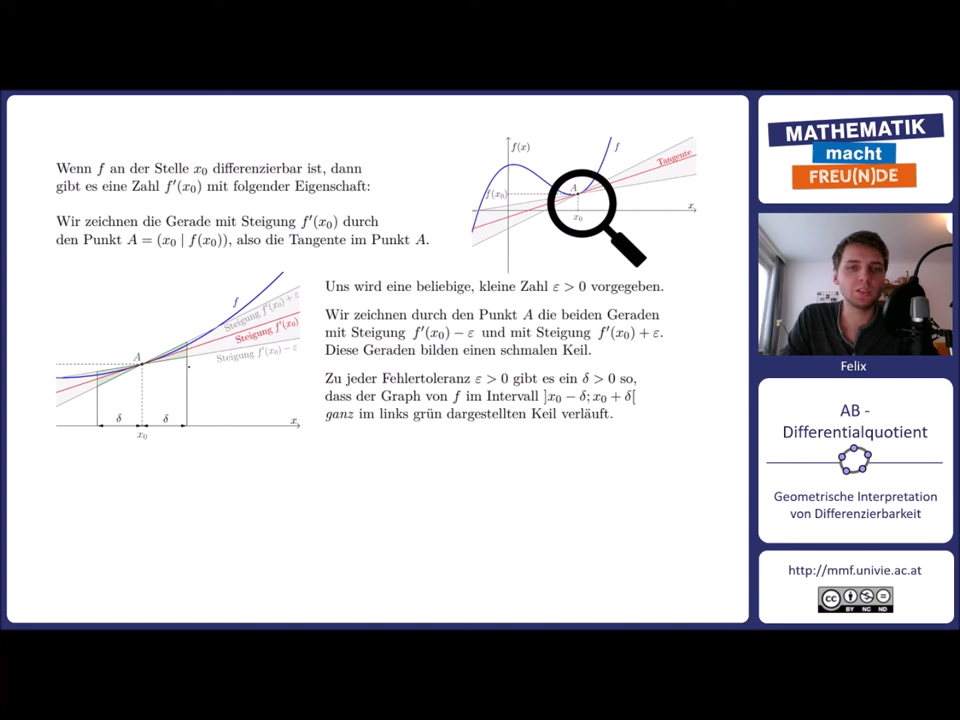 Wenn f an der Stelle x₀ differenzierbar ist, dann
gibt es eine Zahl f′(x₀) mit folgender Eigenschaft:
Wir zeichnen die Gerade mit Steigung f′(x₀) durch
den Punkt A = (x₀ | f(x₀)), also die Tangente im Punkt A.
f(x)
f
Tangente
f(x₀)
A
x
x₀
f
Steigung f′(x₀)+ε
Steigung f′(x₀)
Steigung f′(x₀)−ε
A
δ
δ
x
x₀
Uns wird eine beliebige, kleine Zahl ε > 0 vorgegeben.
Wir zeichnen durch den Punkt A die beiden Geraden
mit Steigung f′(x₀) − ε und mit Steigung f′(x₀) + ε.
Diese Geraden bilden einen schmalen Keil.
Zu jeder Fehlertoleranz ε > 0 gibt es ein δ > 0 so,
dass der Graph von f im Intervall ]x₀ − δ; x₀ + δ[
ganz im links grün dargestellten Keil verläuft.
MATHEMATIK
macht
FREU(N)DE
Felix
AB -
Differentialquotient
Geometrische Interpretation
von Differenzierbarkeit
http://mmf.univie.ac.at
cc
BY NC ND